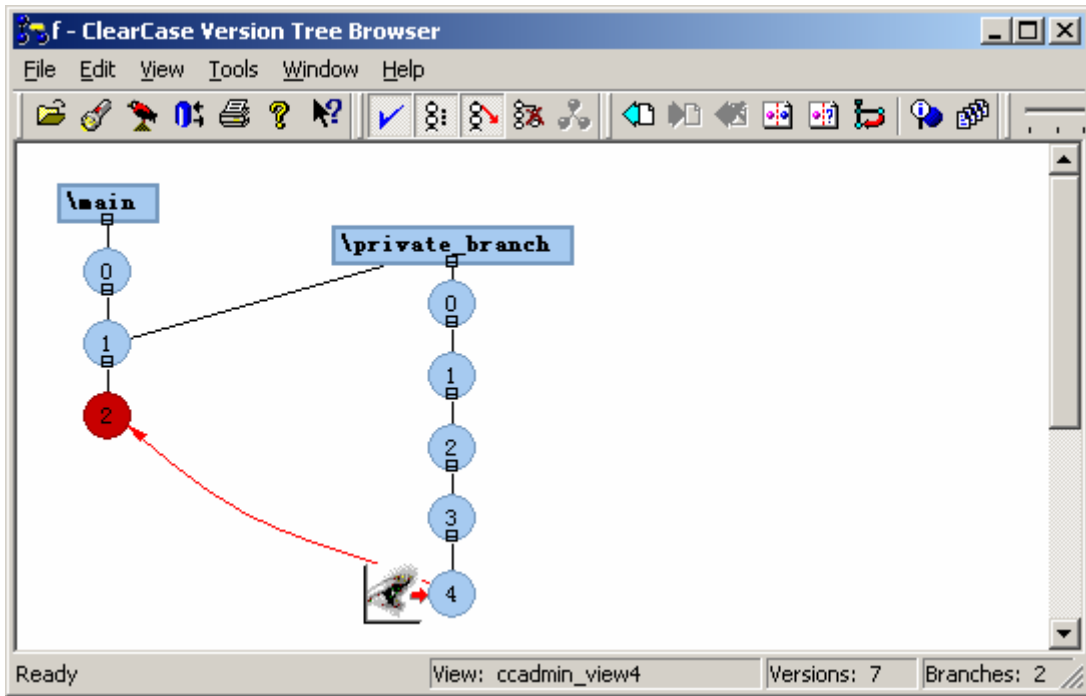 f - ClearCase Version Tree Browser
File Edit View Tools Window Help
\main
\private_branch
0
0
1
1
2
2
3
4
Ready View: ccadmin_view4 Versions: 7 Branches: 2